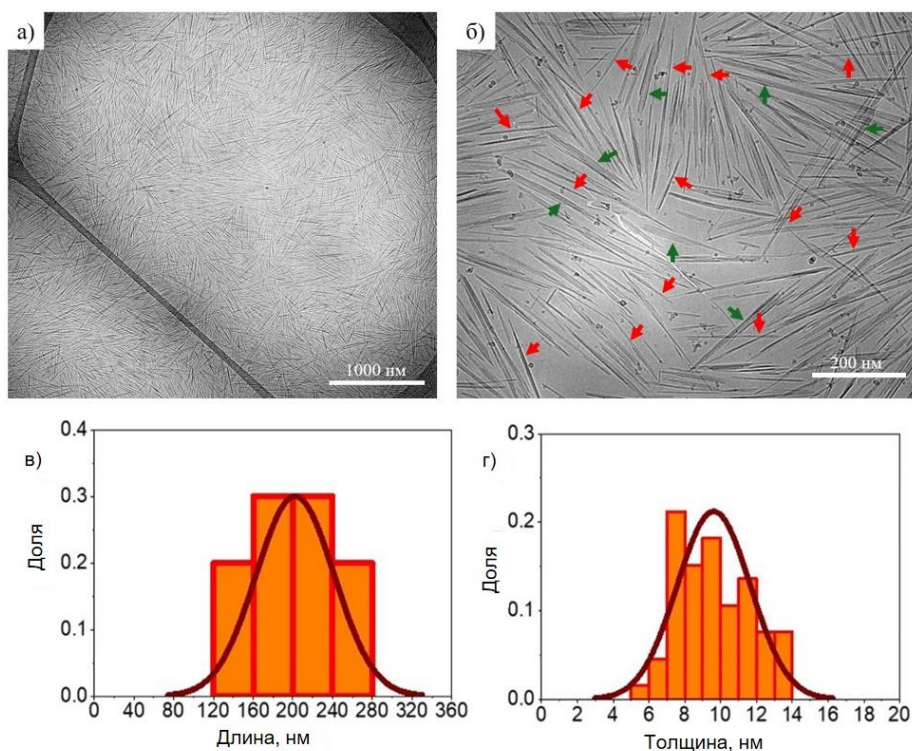 а)
1000 нм
б)
200 нм
в)
Доля
0.4
0.3
0.2
0.1
0.0
0 40 80 120 160 200 240 280 320 360
Длина, нм
г)
Доля
0.3
0.2
0.1
0.0
0 2 4 6 8 10 12 14 16 18 20
Толщина, нм